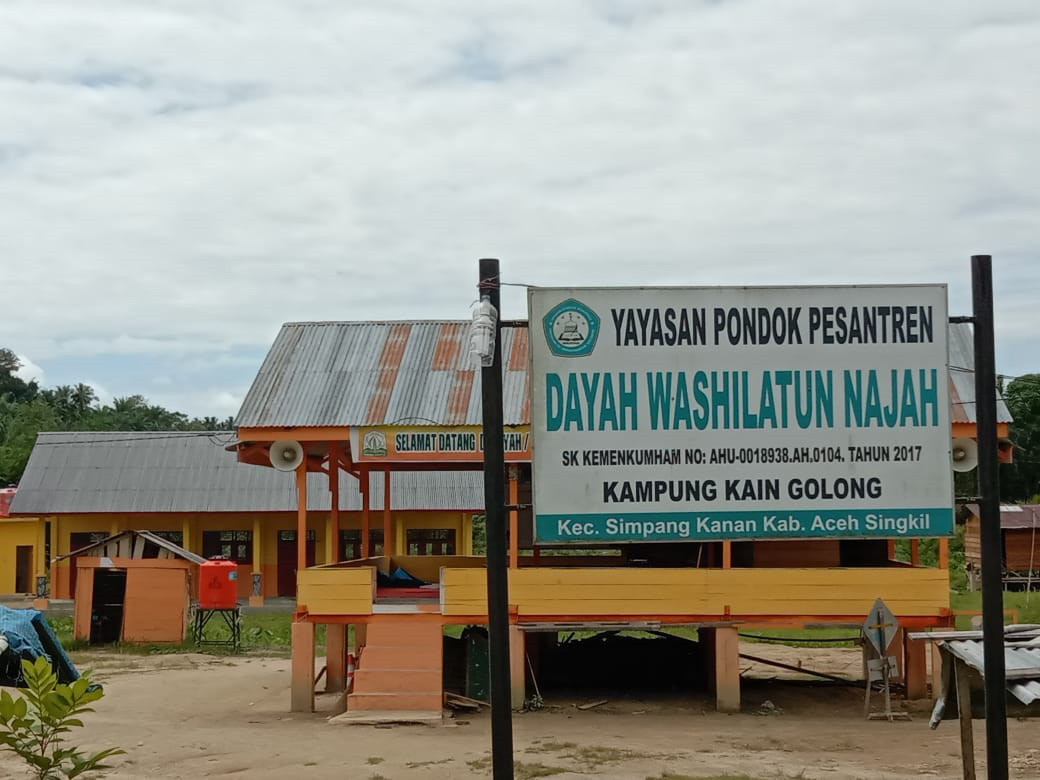 YAYASAN PONDOK PESANTREN
DAYAH WASHILATUN NAJAH
SK KEMENKUMHAM NO: AHU-0018938.AH.0104. TAHUN 2017
KAMPUNG KAIN GOLONG
Kec. Simpang Kanan Kab. Aceh Singkil
SELAMAT DATANG DI DAYAH /